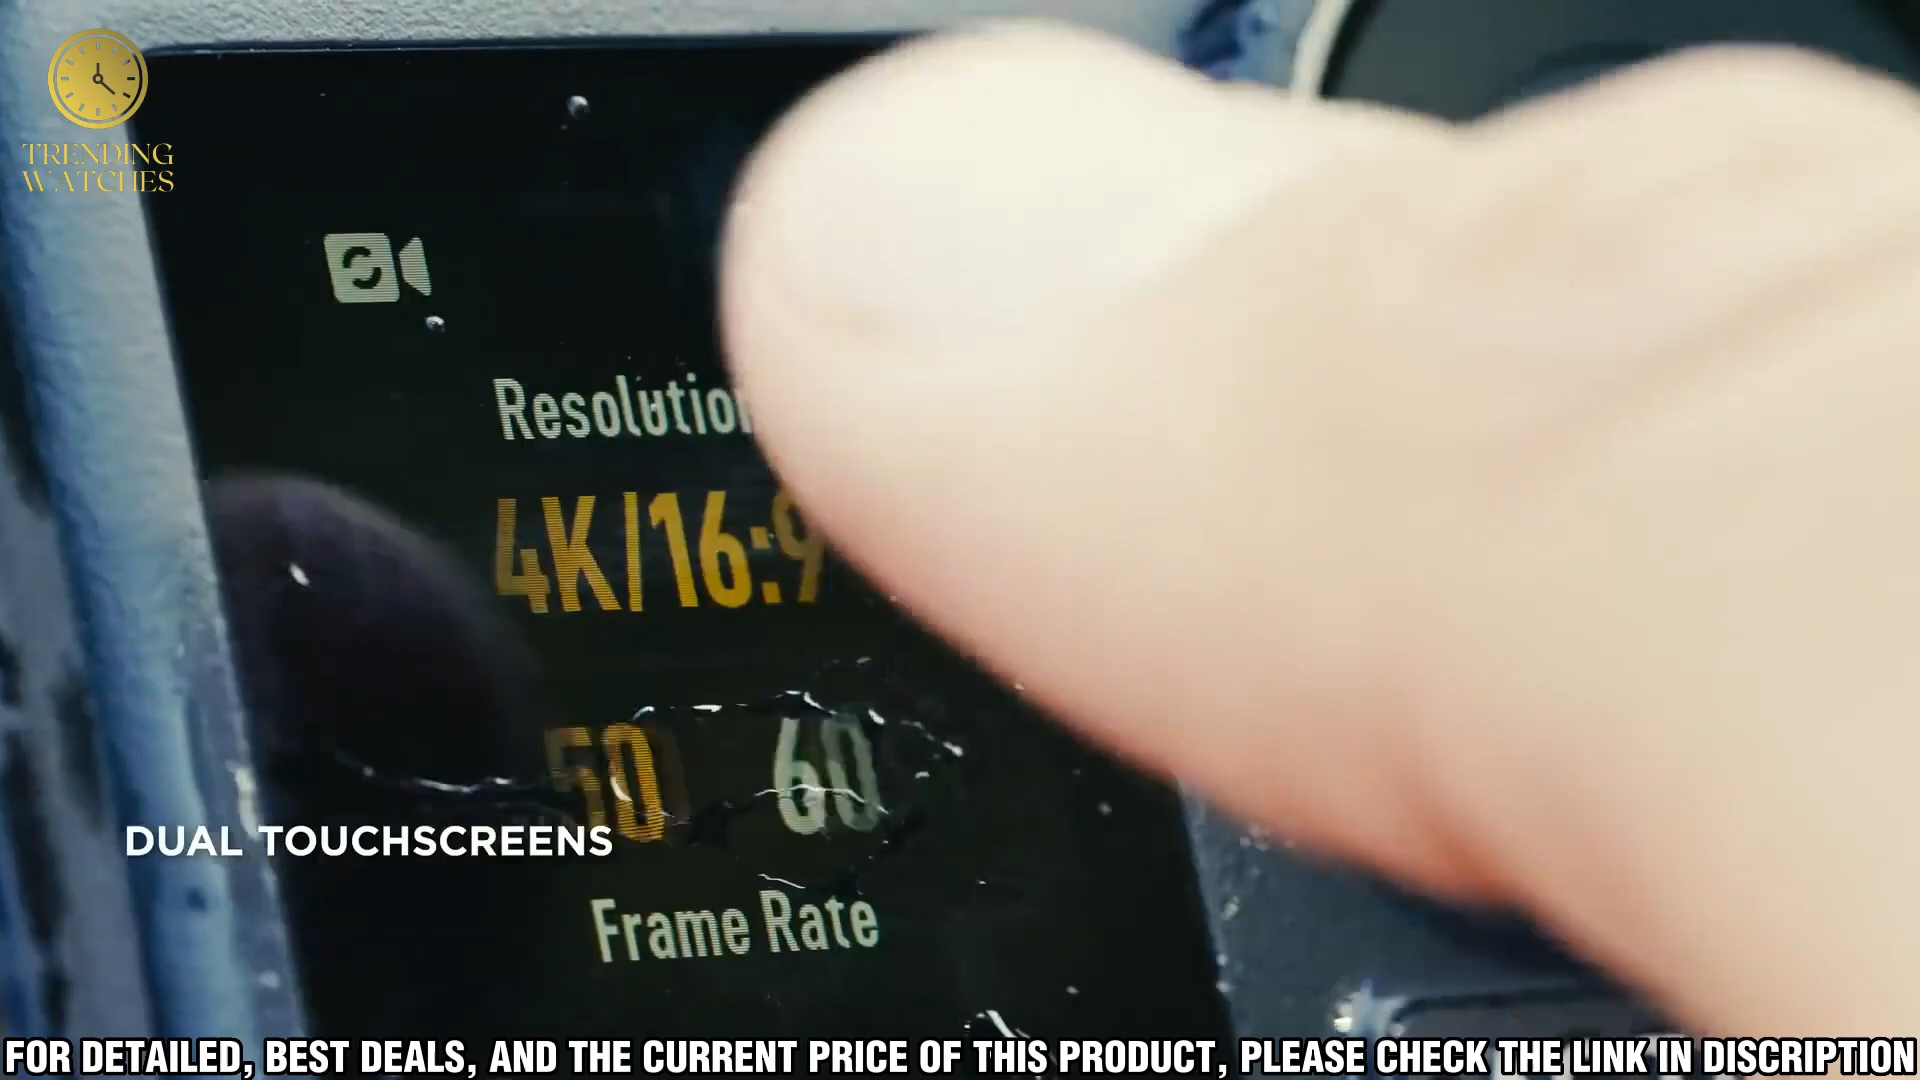 TRENDING
WATCHES
Resolution
4K/16:9
50 60
Frame Rate
DUAL TOUCHSCREENS
FOR DETAILED, BEST DEALS, AND THE CURRENT PRICE OF THIS PRODUCT, PLEASE CHECK THE LINK IN DISCRIPTION